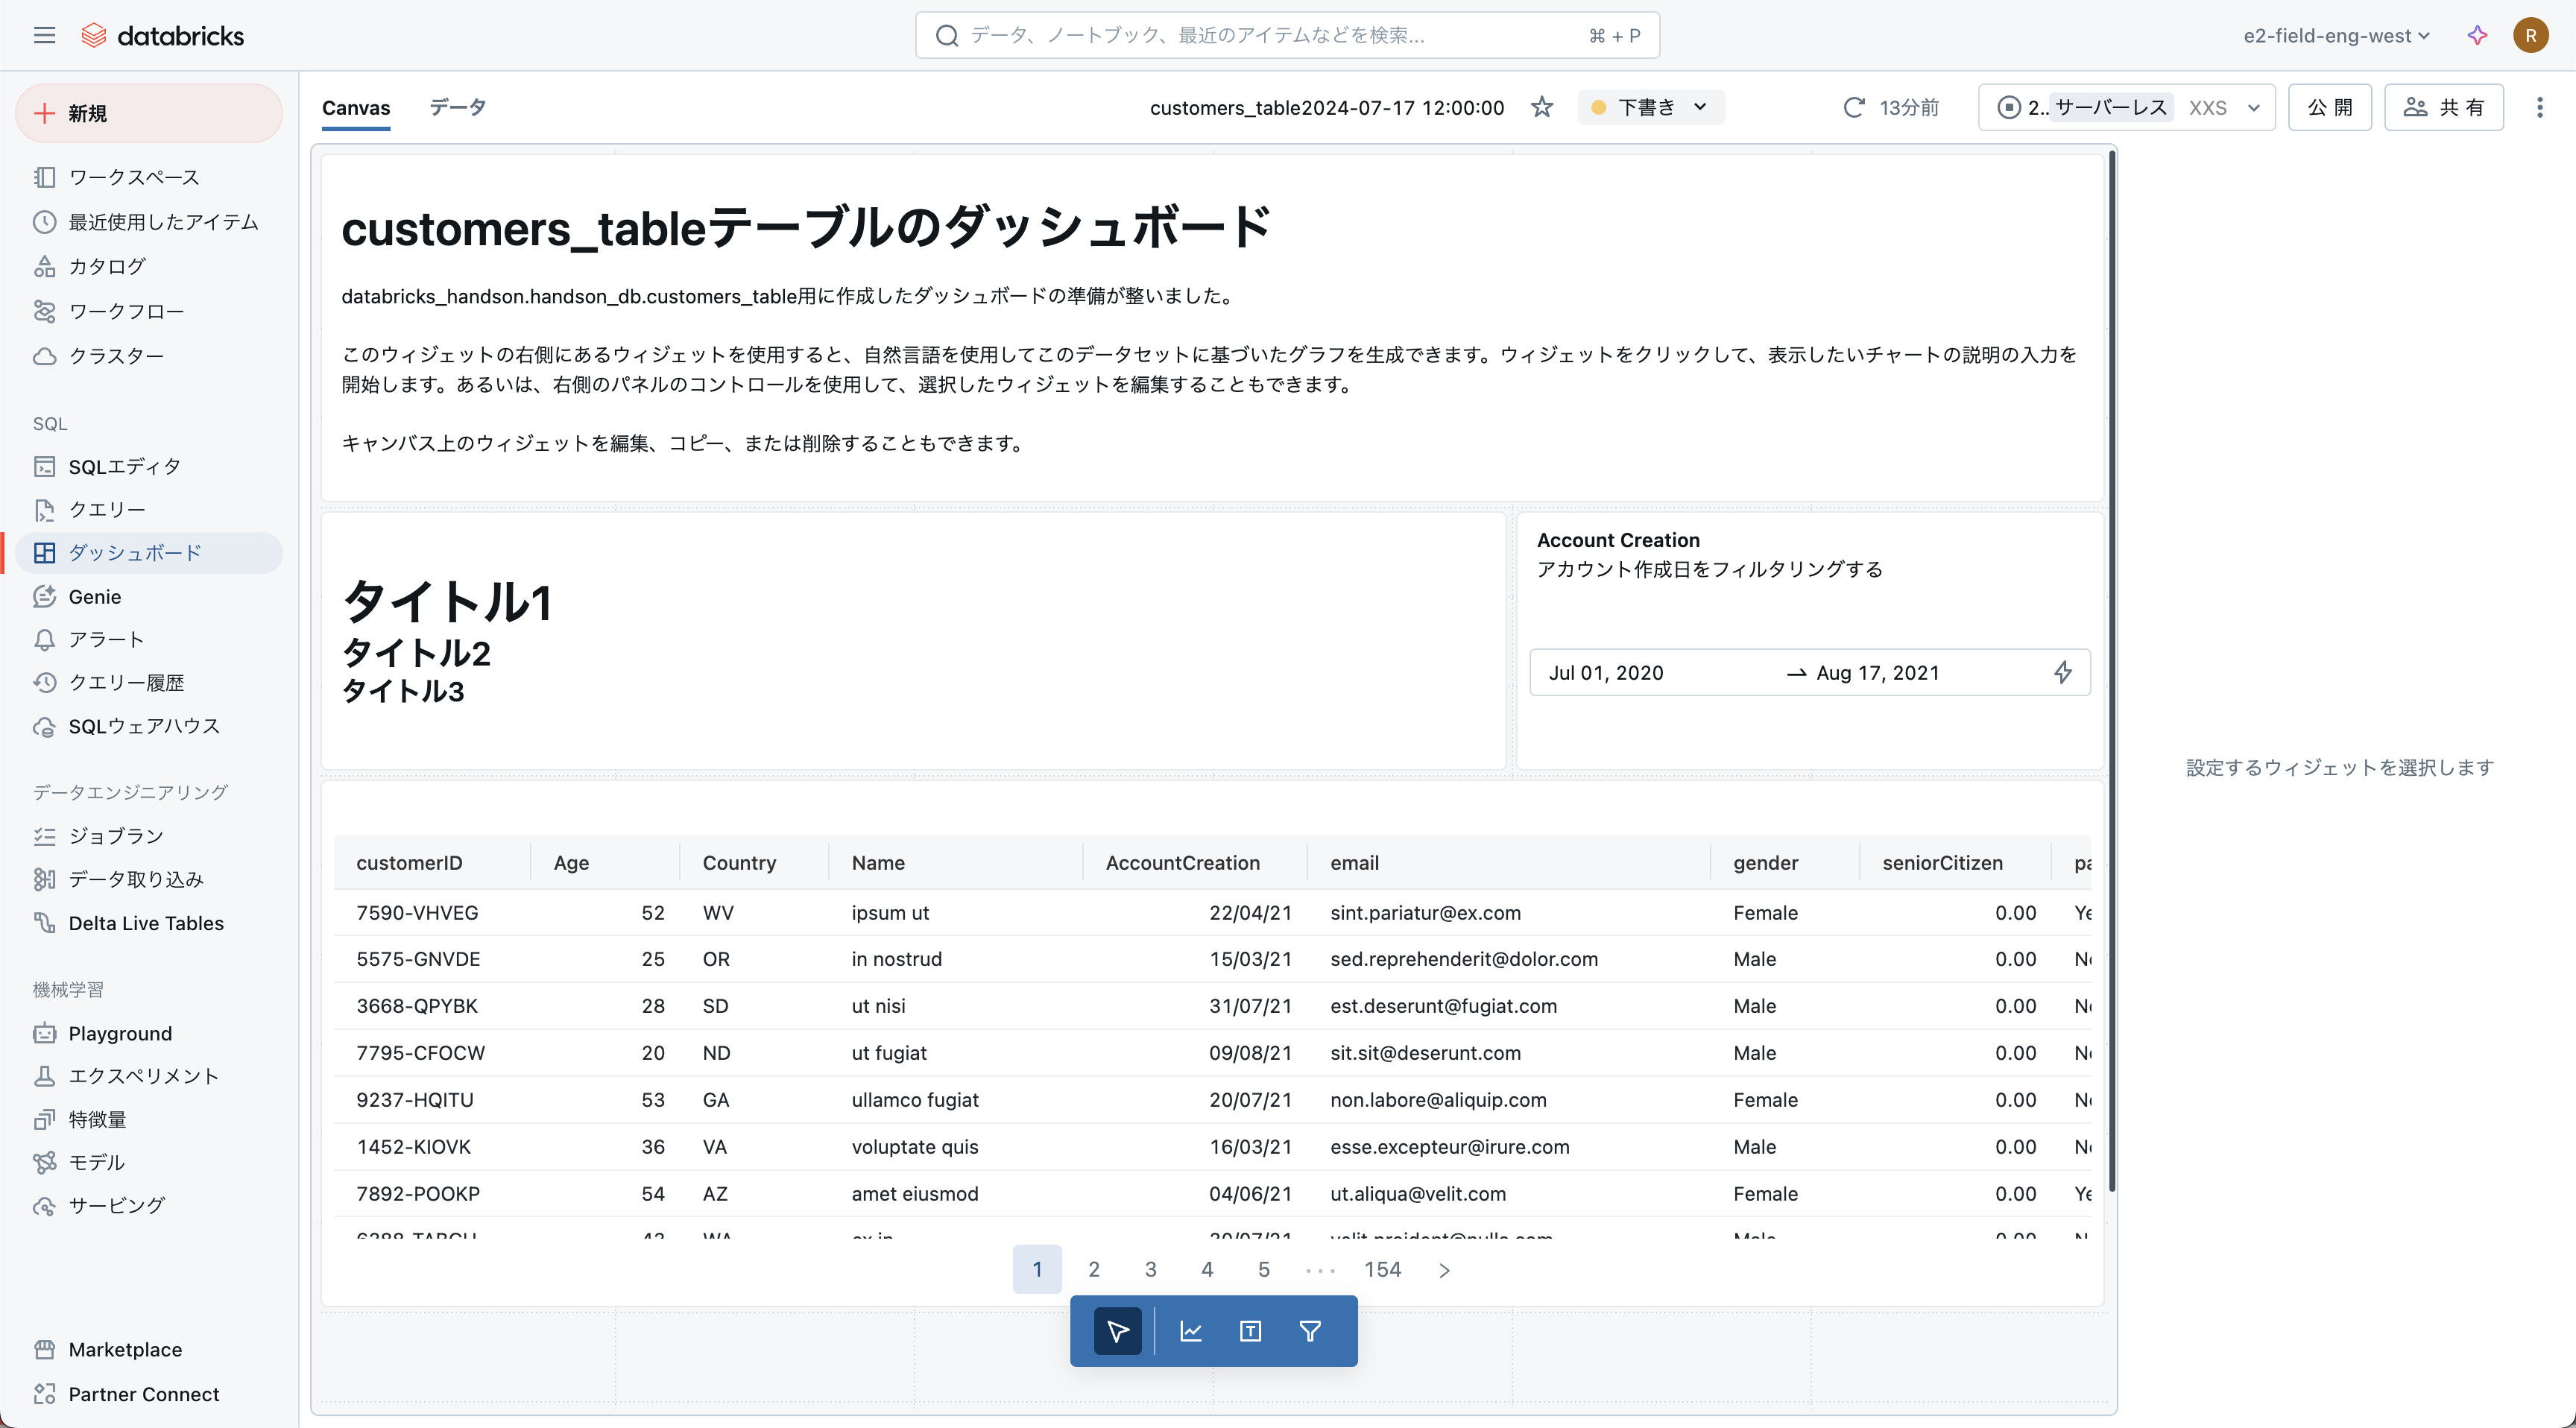 databricks
データ、ノートブック、最近のアイテムなどを検索...
⌘ + P
e2-field-eng-west
R
新規
ワークスペース
最近使用したアイテム
カタログ
ワークフロー
クラスター
SQL
SQLエディタ
クエリー
ダッシュボード
Genie
アラート
クエリー履歴
SQLウェアハウス
データエンジニアリング
ジョブラン
データ取り込み
Delta Live Tables
機械学習
Playground
エクスペリメント
特徴量
モデル
サービング
Marketplace
Partner Connect
Canvas データ
customers_table2024-07-17 12:00:00
下書き
13分前
2.. サーバーレス XXS
公開
共有
customers_tableテーブルのダッシュボード
databricks_handson.handson_db.customers_table用に作成したダッシュボードの準備が整いました。
このウィジェットの右側にあるウィジェットを使用すると、自然言語を使用してこのデータセットに基づいたグラフを生成できます。ウィジェットをクリックして、表示したいチャートの説明の入力を
開始します。あるいは、右側のパネルのコントロールを使用して、選択したウィジェットを編集することもできます。
キャンバス上のウィジェットを編集、コピー、または削除することもできます。
タイトル1
タイトル2
タイトル3
Account Creation
アカウント作成日をフィルタリングする
Jul 01, 2020 → Aug 17, 2021
customerID Age Country Name AccountCreation email gender seniorCitizen
7590-VHVEG 52 WV ipsum ut 22/04/21 sint.pariatur@ex.com Female 0.00
5575-GNVDE 25 OR in nostrud 15/03/21 sed.reprehenderit@dolor.com Male 0.00
3668-QPYBK 28 SD ut nisi 31/07/21 est.deserunt@fugiat.com Male 0.00
7795-CFOCW 20 ND ut fugiat 09/08/21 sit.sit@deserunt.com Male 0.00
9237-HQITU 53 GA ullamco fugiat 20/07/21 non.labore@aliquip.com Female 0.00
1452-KIOVK 36 VA voluptate quis 16/03/21 esse.excepteur@irure.com Male 0.00
7892-POOKP 54 AZ amet eiusmod 04/06/21 ut.aliqua@velit.com Female 0.00
1 2 3 4 5 ••• 154 >
設定するウィジェットを選択します